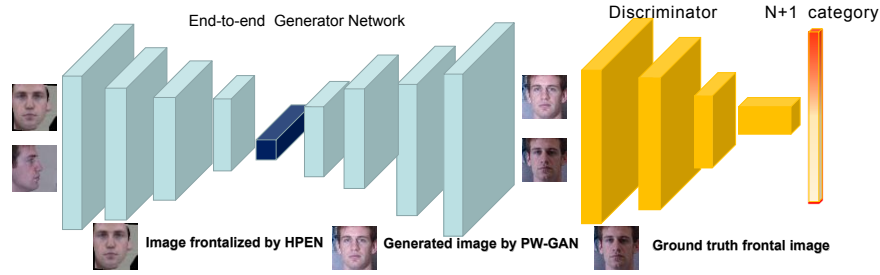 End-to-end Generator Network
Discriminator
N+1 category
Image frontalized by HPEN
Generated image by PW-GAN
Ground truth frontal image